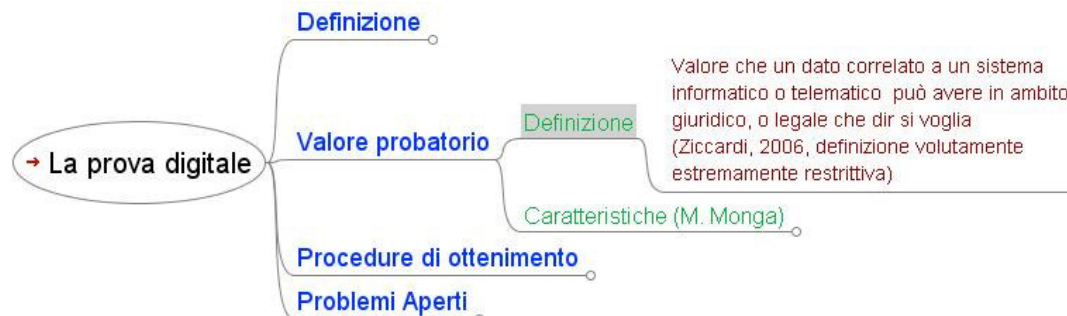 Definizione
Valore che un dato correlato a un sistema
informatico o telematico può avere in ambito
giuridico, o legale che dir si voglia
(Ziccardi, 2006, definizione volutamente
estremamente restrittiva)
Definizione
Valore probatorio
La prova digitale
Caratteristiche (M. Monga)
Procedure di ottenimento
Problemi Aperti